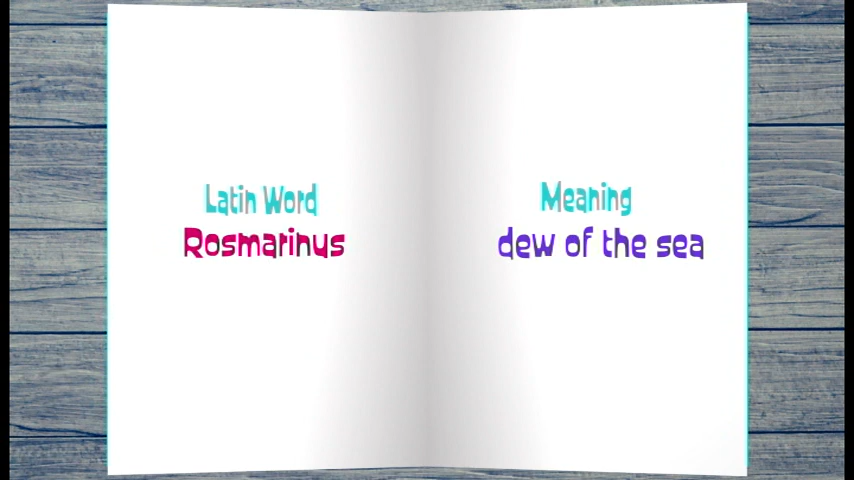 Latin Word
Rosmarinus
Meaning
dew of the sea